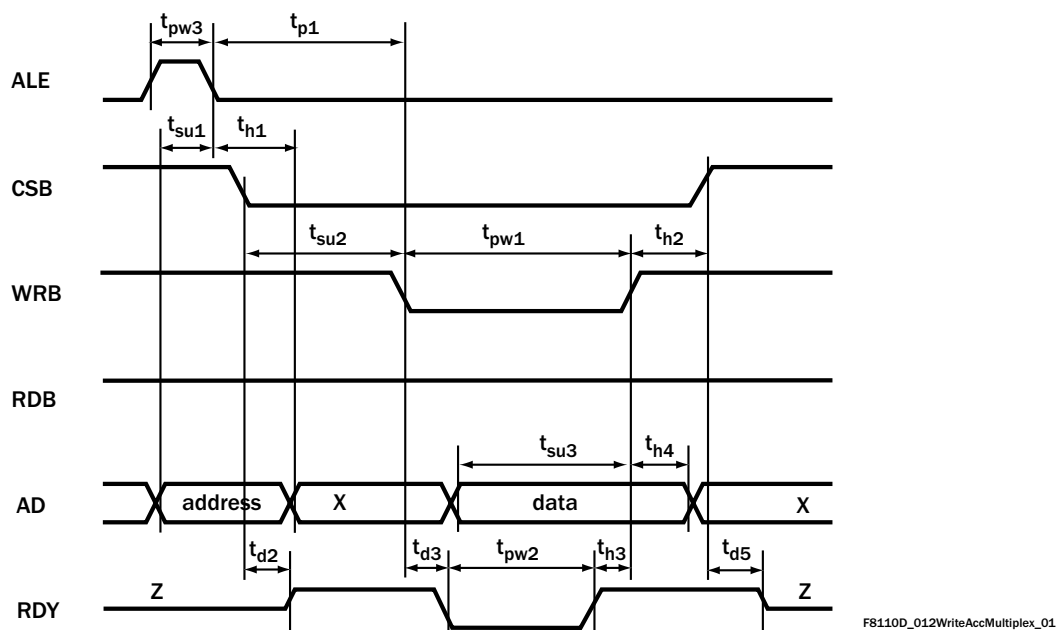 tpw3 tp1
ALE
tsu1 th1
CSB
tsu2 tpw1 th2
WRB
RDB
tsu3 th4
AD address X data X
td2 td3 tpw2 th3 td5
Z Z
RDY
F8110D_012WriteAccMultiplex_01